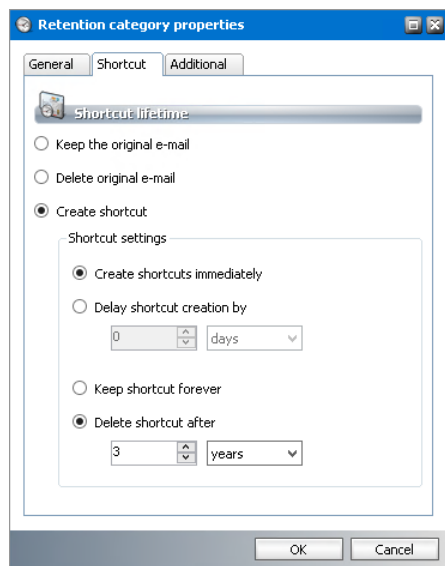 Retention category properties
General Shortcut Additional
Shortcut lifetime
Keep the original e-mail
Delete original e-mail
Create shortcut
Shortcut settings
Create shortcuts immediately
Delay shortcut creation by
0 days
Keep shortcut forever
Delete shortcut after
3 years
OK Cancel